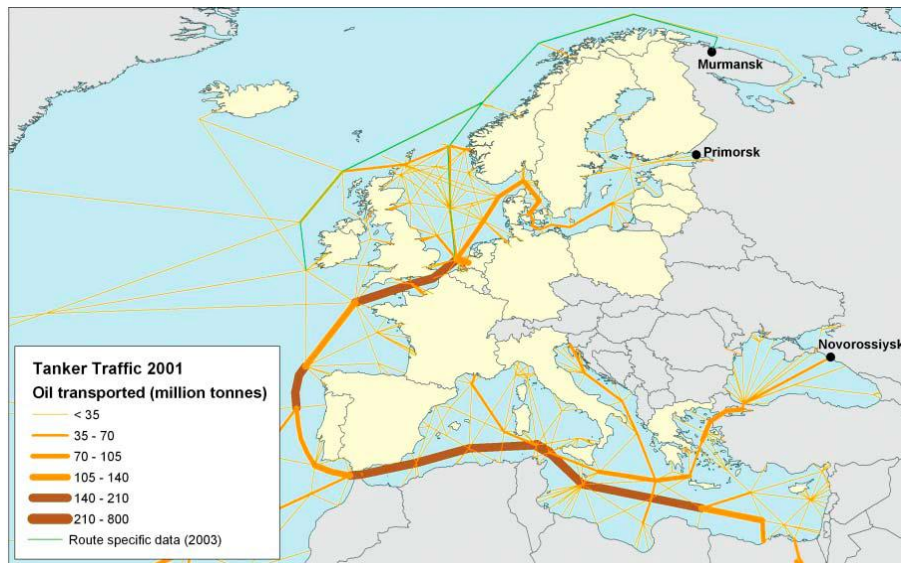 Murmansk
Primorsk
Novorossiysk
Tanker Traffic 2001
Oil transported (million tonnes)
< 35
35 - 70
70 - 105
105 - 140
140 - 210
210 - 800
Route specific data (2003)